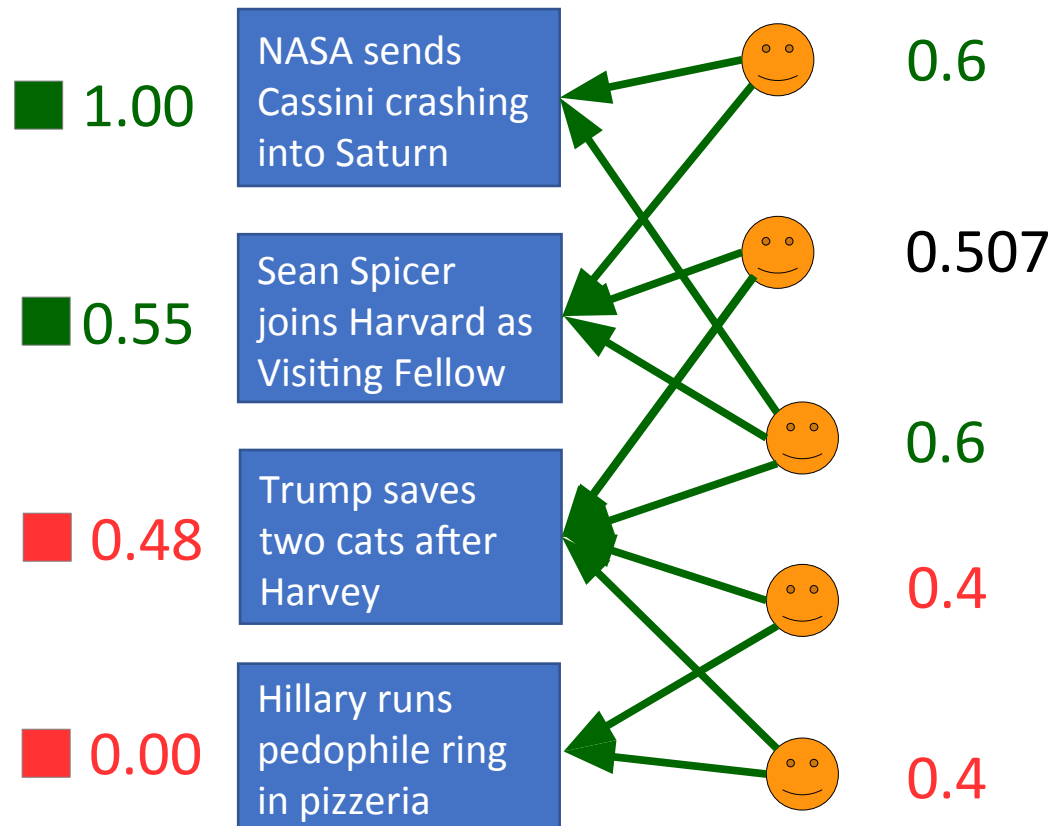 1.00
NASA sends
Cassini crashing
into Saturn
0.6
0.55
Sean Spicer
joins Harvard as
Visiting Fellow
0.507
0.48
Trump saves
two cats after
Harvey
0.6
0.4
0.00
Hillary runs
pedophile ring
in pizzeria
0.4